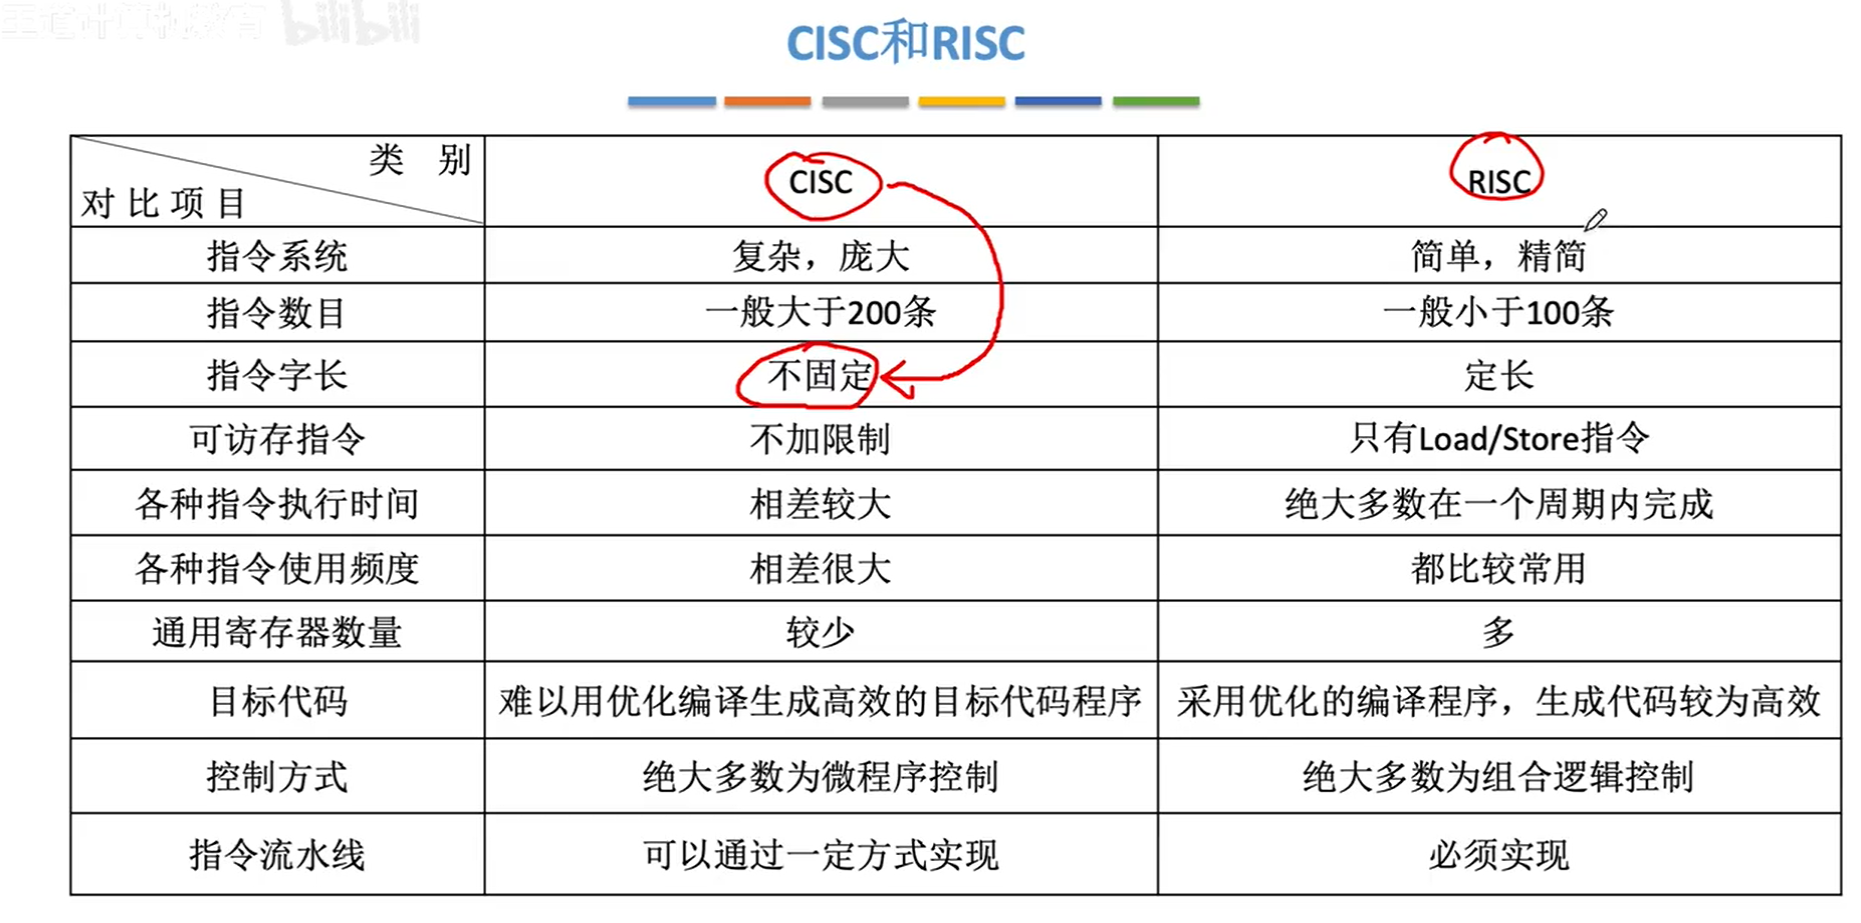 王道计算机教育 bilibili
CISC和RISC
类 别
对比项目
CISC
RISC
指令系统
复杂，庞大
简单，精简
指令数目
一般大于200条
一般小于100条
指令字长
不固定
定长
可访存指令
不加限制
只有Load/Store指令
各种指令执行时间
相差较大
绝大多数在一个周期内完成
各种指令使用频度
相差很大
都比较常用
通用寄存器数量
较少
多
目标代码
难以用优化编译生成高效的目标代码程序
采用优化的编译程序，生成代码较为高效
控制方式
绝大多数为微程序控制
绝大多数为组合逻辑控制
指令流水线
可以通过一定方式实现
必须实现